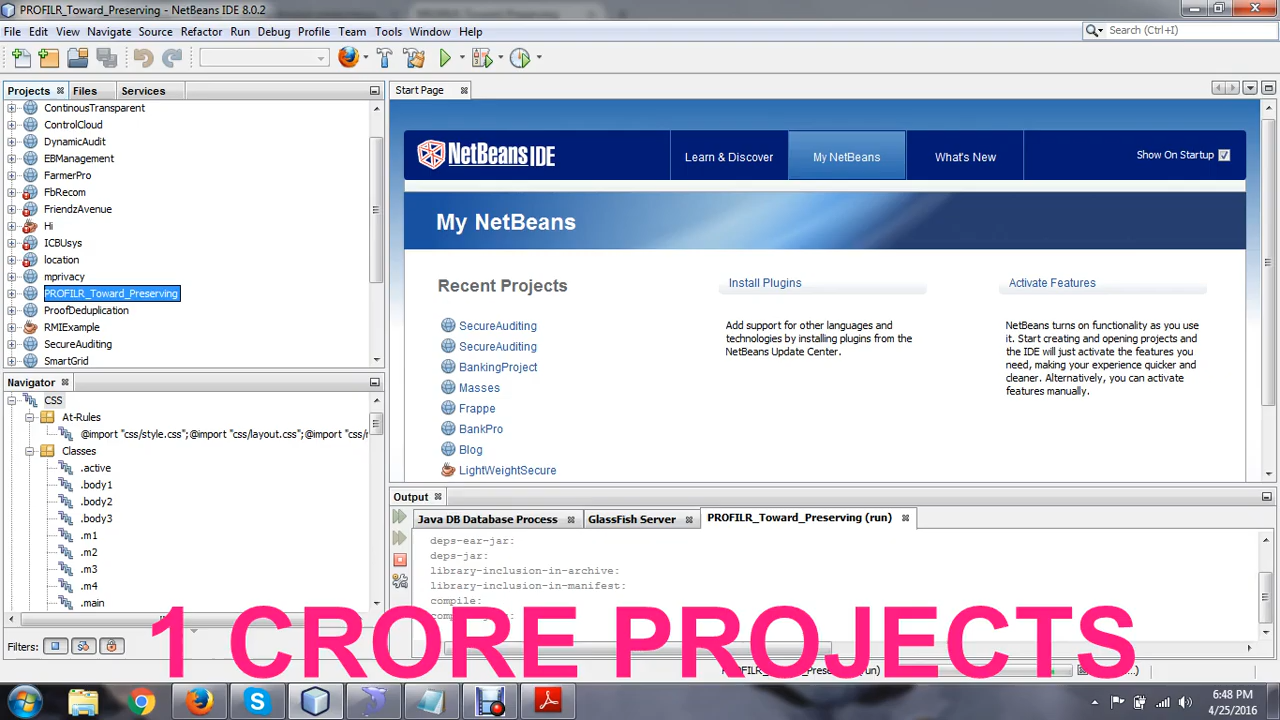 PROFILR_Toward_Preserving - NetBeans IDE 8.0.2
File Edit View Navigate Source Refactor Run Debug Profile Team Tools Window Help
Search (Ctrl+I)
Projects Files Services
ContinousTransparent
ControlCloud
DynamicAudit
EBManagement
FarmerPro
FbRecom
FriendzAvenue
Hi
ICBUsys
location
mprivacy
PROFILR_Toward_Preserving
ProofDeduplication
RMIExample
SecureAuditing
SmartGrid
Navigator
CSS
At-Rules
@import "css/style.css";@import "css/layout.css";@import "css/r
Classes
.active
.body1
.body2
.body3
.m1
.m2
.m3
.m4
.main
Filters:
Start Page
NetBeans IDE
Learn & Discover
My NetBeans
What's New
Show On Startup
My NetBeans
Recent Projects
SecureAuditing
SecureAuditing
BankingProject
Masses
Frappe
BankPro
Blog
LightWeightSecure
Install Plugins
Add support for other languages and
technologies by installing plugins from the
NetBeans Update Center.
Activate Features
NetBeans turns on functionality as you use
it. Start creating and opening projects and
the IDE will just activate the features you
need, making your experience quicker and
cleaner. Alternatively, you can activate
features manually.
Output
Java DB Database Process GlassFish Server PROFILR_Toward_Preserving (run)
deps-ear-jar:
deps-jar:
library-inclusion-in-archive:
library-inclusion-in-manifest:
compile:
1 CRORE PROJECTS
6:48 PM
4/25/2016